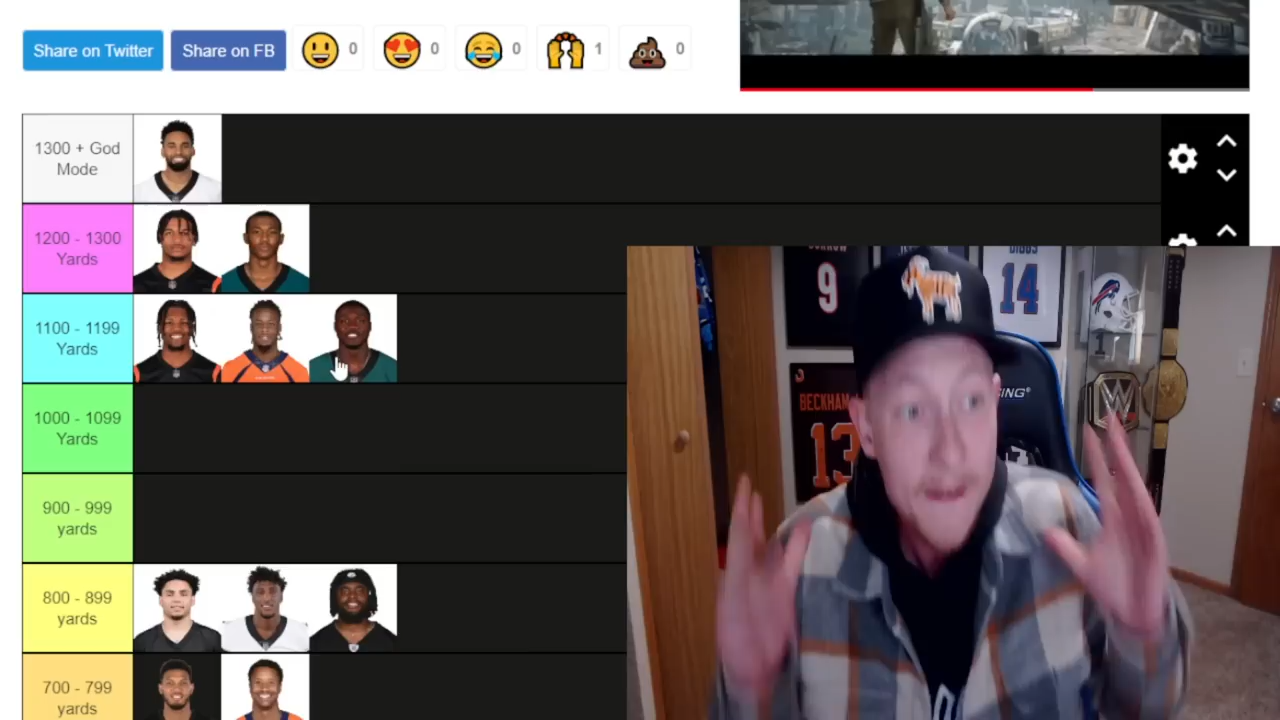 Share on Twitter
Share on FB
0
0
0
1
0
1300 + God
Mode
1200 - 1300
Yards
1100 - 1199
Yards
1000 - 1099
Yards
900 - 999
yards
800 - 899
yards
700 - 799
yards
9
14
BECKHAM
13
W